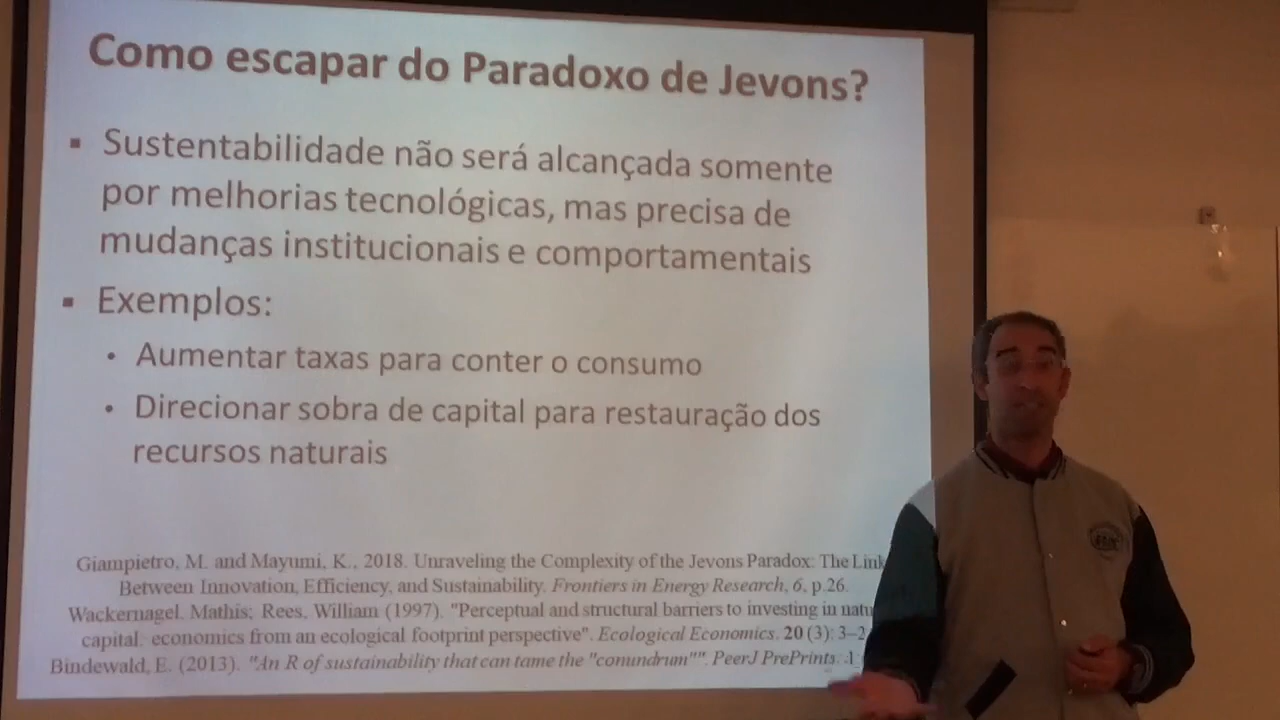 Como escapar do Paradoxo de Jevons?
▪ Sustentabilidade não será alcançada somente
por melhorias tecnológicas, mas precisa de
mudanças institucionais e comportamentais
▪ Exemplos:
• Aumentar taxas para conter o consumo
• Direcionar sobra de capital para restauração dos
recursos naturais
Giampietro, M. and Mayumi, K., 2018. Unraveling the Complexity of the Jevons Paradox: The Link
Between Innovation, Efficiency, and Sustainability. Frontiers in Energy Research, 6, p.26.
Wackernagel, Mathis; Rees, William (1997). "Perceptual and structural barriers to investing in natu
capital: economics from an ecological footprint perspective". Ecological Economics. 20 (3): 3–2
Bindewald, E. (2013). "An R of sustainability that can tame the "conundrum"". PeerJ PrePrints. 1